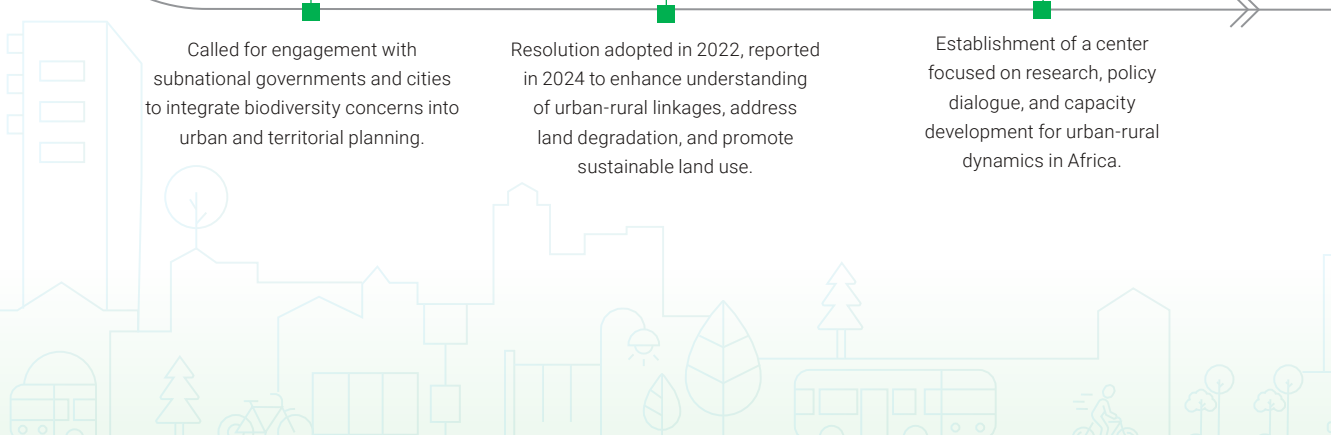 Called for engagement with
subnational governments and cities
to integrate biodiversity concerns into
urban and territorial planning.
Resolution adopted in 2022, reported
in 2024 to enhance understanding
of urban-rural linkages, address
land degradation, and promote
sustainable land use.
Establishment of a center
focused on research, policy
dialogue, and capacity
development for urban-rural
dynamics in Africa.